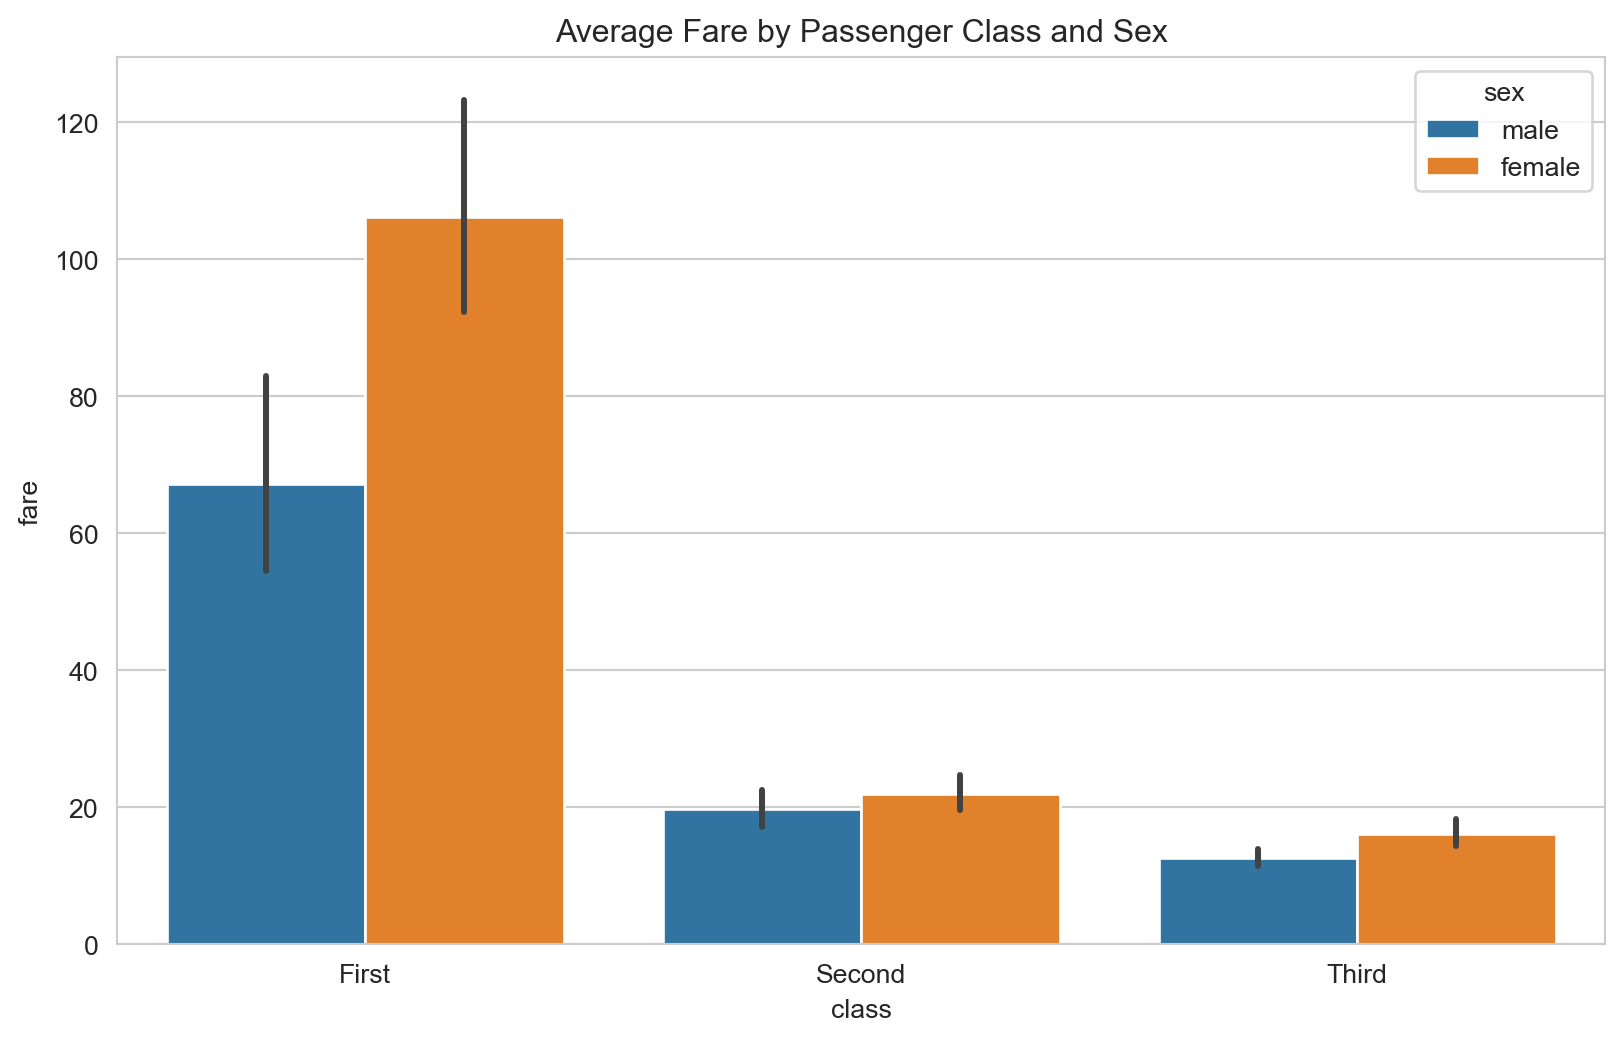 Average Fare by Passenger Class and Sex
sex
male
female
120
100
80
60
40
20
0
fare
First
Second
Third
class